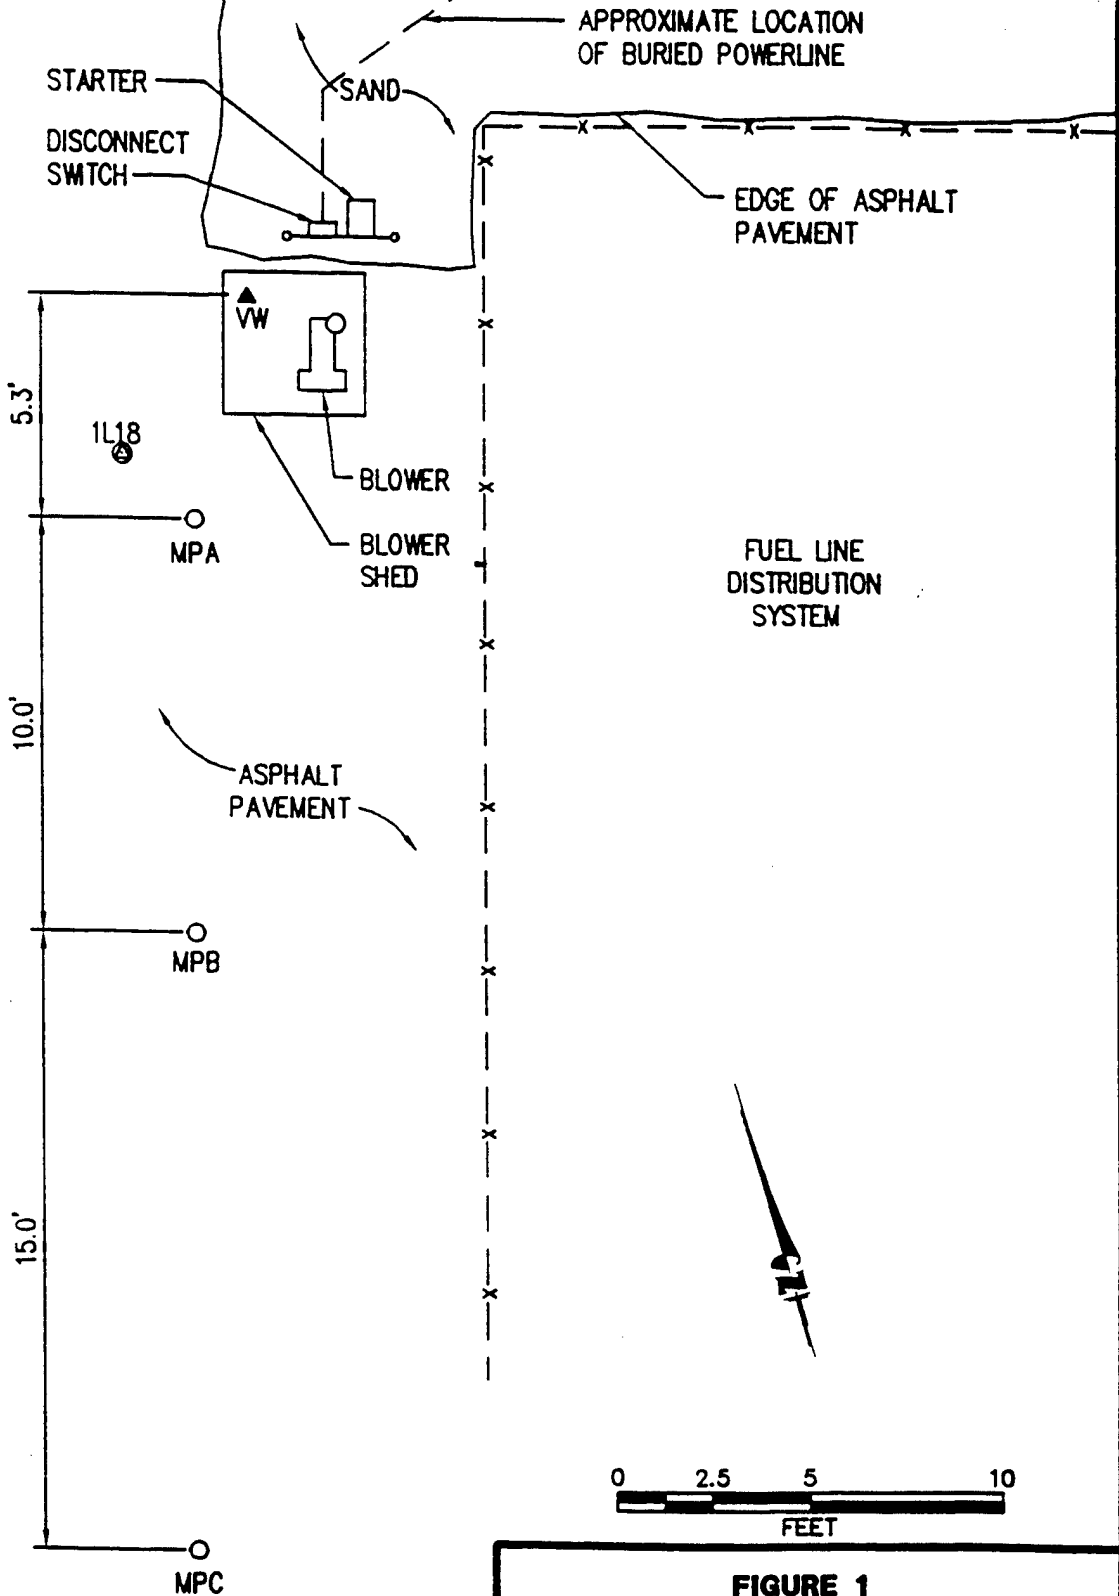 APPROXIMATE LOCATION
OF BURIED POWERLINE
STARTER
SAND
DISCONNECT
SWITCH
EDGE OF ASPHALT
PAVEMENT
VW
5.3'
1L18
BLOWER
MPA
BLOWER
SHED
FUEL LINE
DISTRIBUTION
SYSTEM
10.0'
ASPHALT
PAVEMENT
MPB
15.0'
N
0 2.5 5 10
FEET
MPC
FIGURE 1